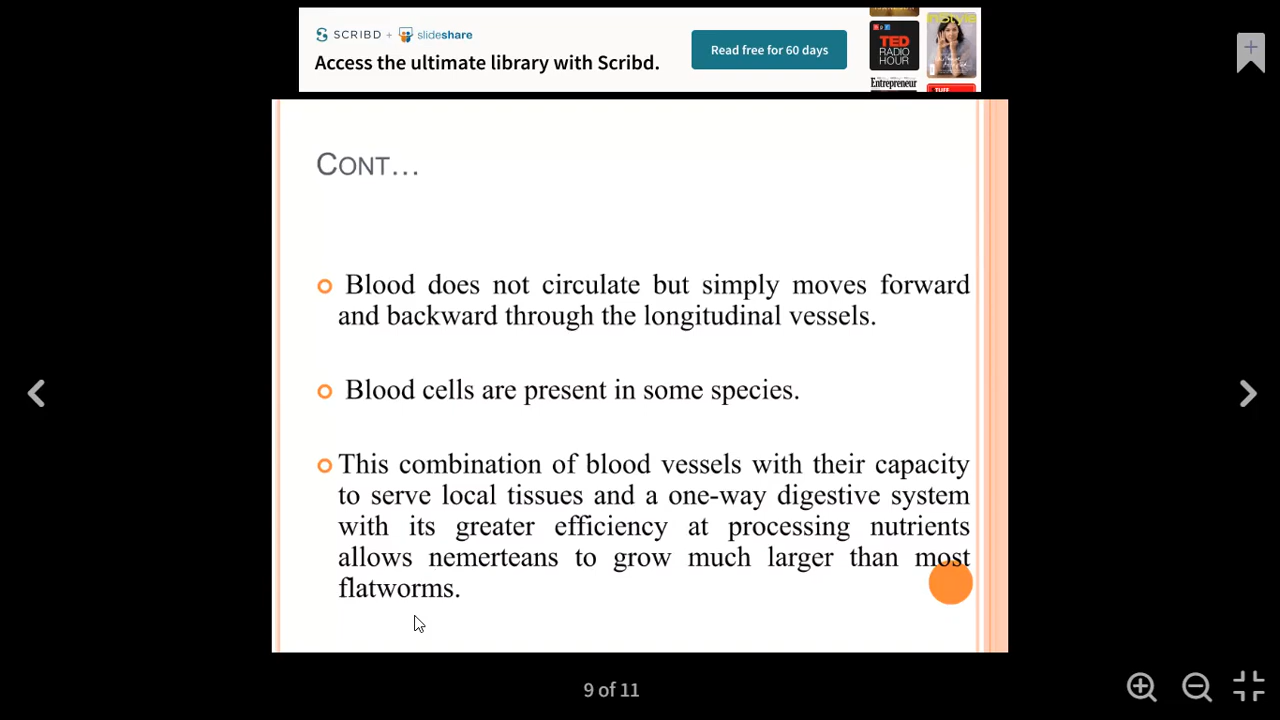 SCRIBD + slideshare
Access the ultimate library with Scribd.
Read free for 60 days
TED
RADIO
HOUR
InStyle
Entrepreneur
CONT...
Blood does not circulate but simply moves forward
and backward through the longitudinal vessels.
Blood cells are present in some species.
This combination of blood vessels with their capacity
to serve local tissues and a one-way digestive system
with its greater efficiency at processing nutrients
allows nemerteans to grow much larger than most
flatworms.
9 of 11